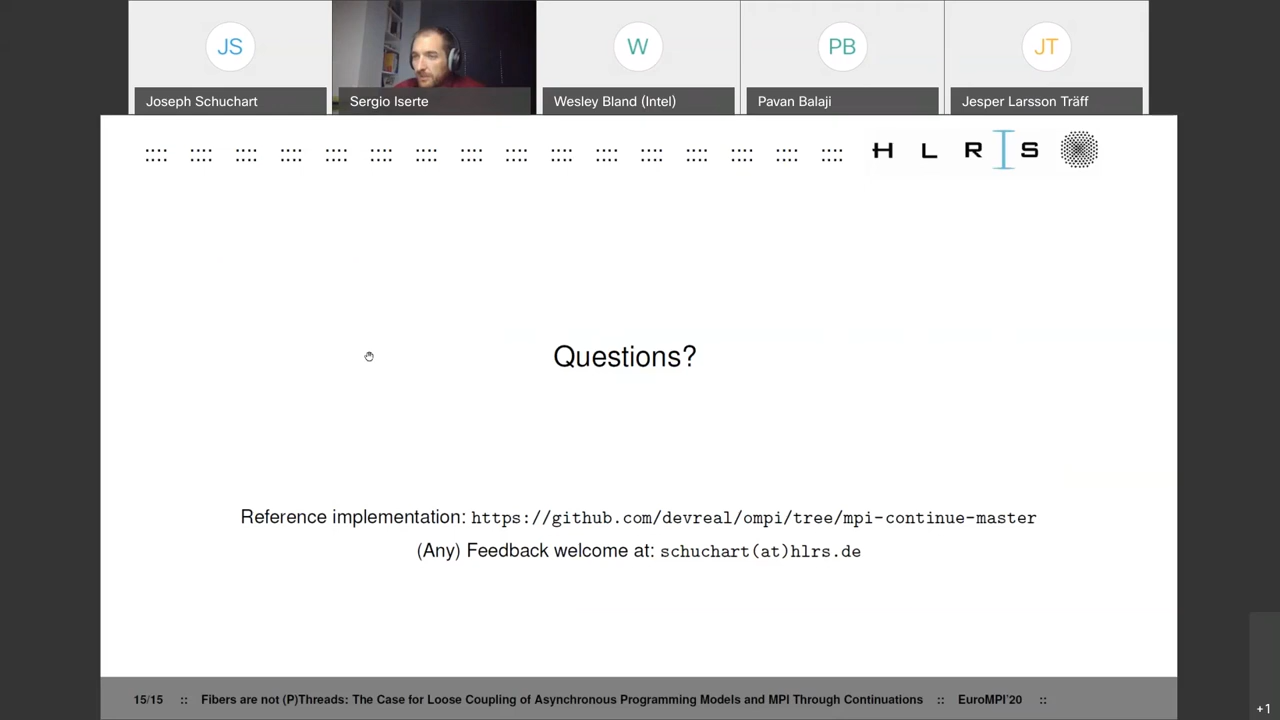 JS
W
PB
JT
Joseph Schuchart
Sergio Iserte
Wesley Bland (Intel)
Pavan Balaji
Jesper Larsson Träff
H L R I S
Questions?
Reference implementation: https://github.com/devreal/ompi/tree/mpi-continue-master
(Any) Feedback welcome at: schuchart(at)hlrs.de
15/15 :: Fibers are not (P)Threads: The Case for Loose Coupling of Asynchronous Programming Models and MPI Through Continuations :: EuroMPI'20 ::
+1